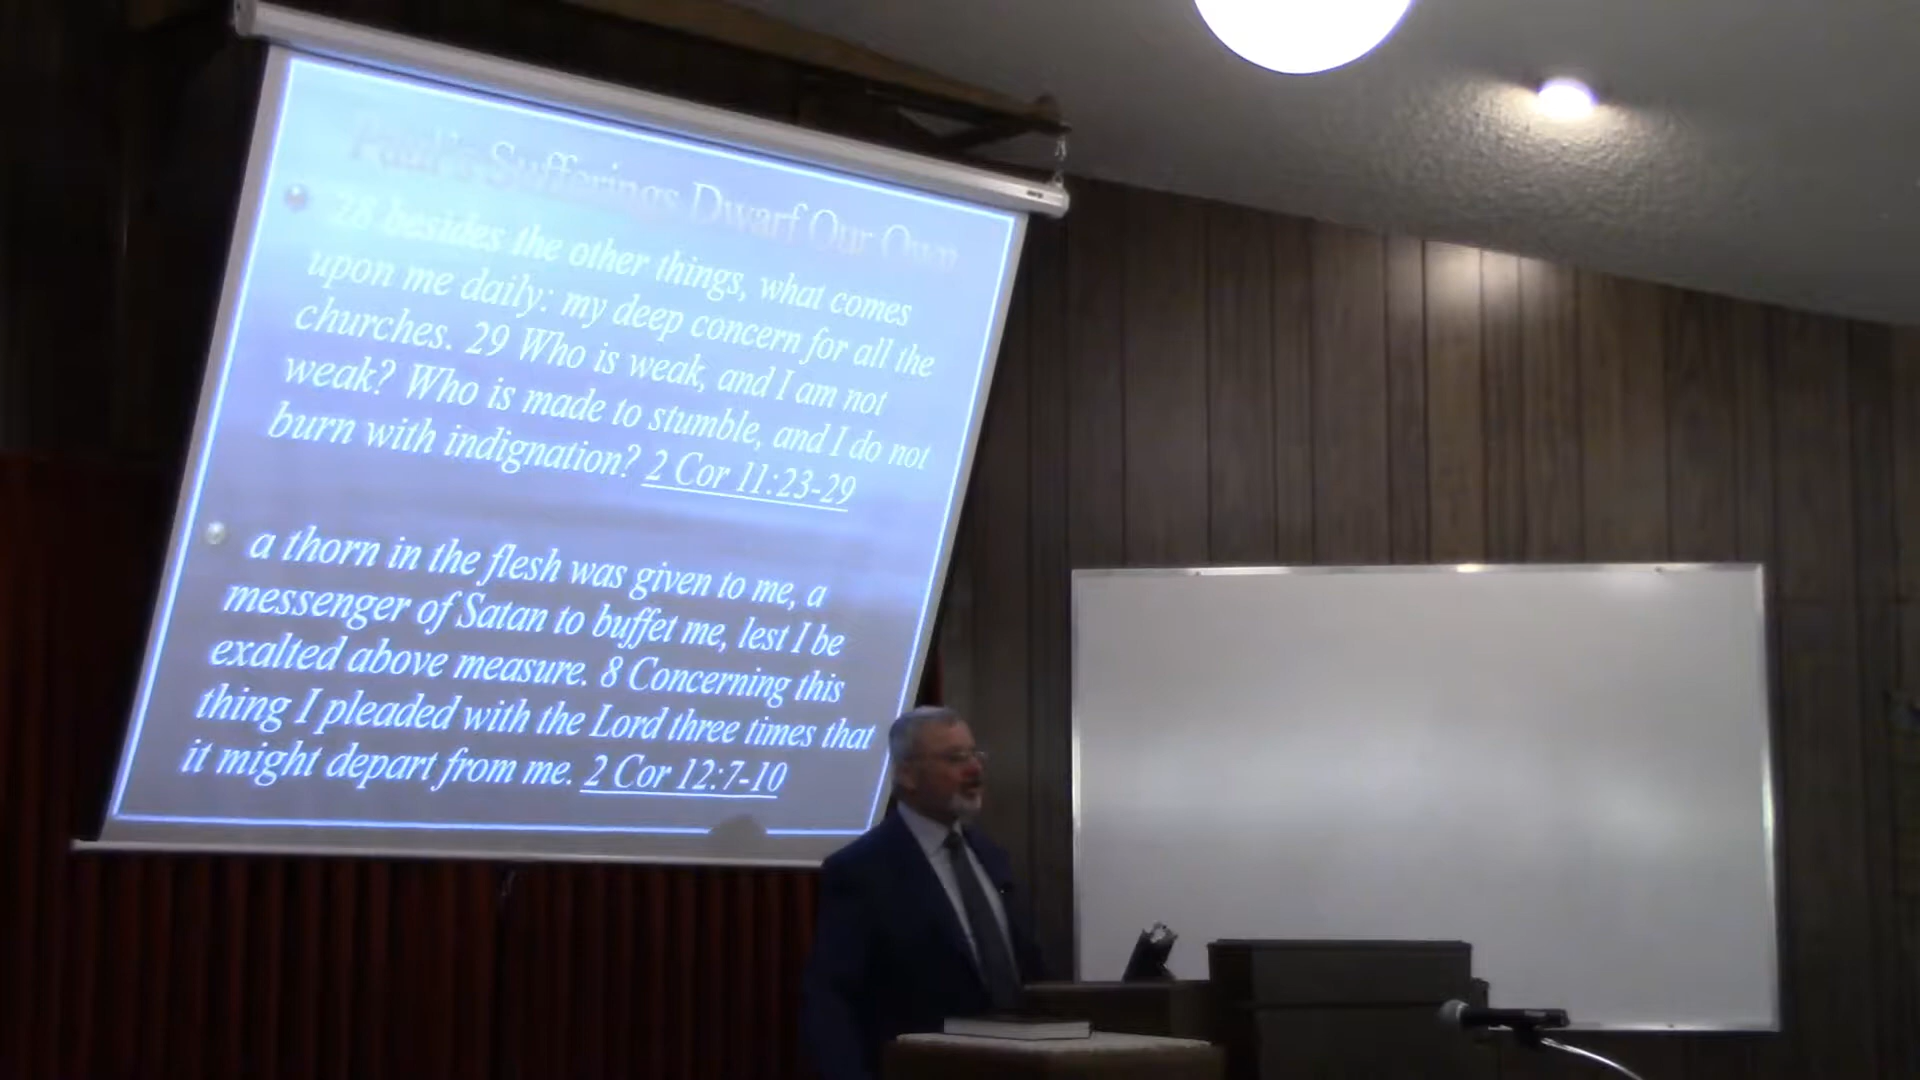 Paul's Sufferings Dwarf Our Own
28 besides the other things, what comes
upon me daily: my deep concern for all the
churches. 29 Who is weak, and I am not
weak? Who is made to stumble, and I do not
burn with indignation? 2 Cor 11:23-29
a thorn in the flesh was given to me, a
messenger of Satan to buffet me, lest I be
exalted above measure. 8 Concerning this
thing I pleaded with the Lord three times that
it might depart from me. 2 Cor 12:7-10